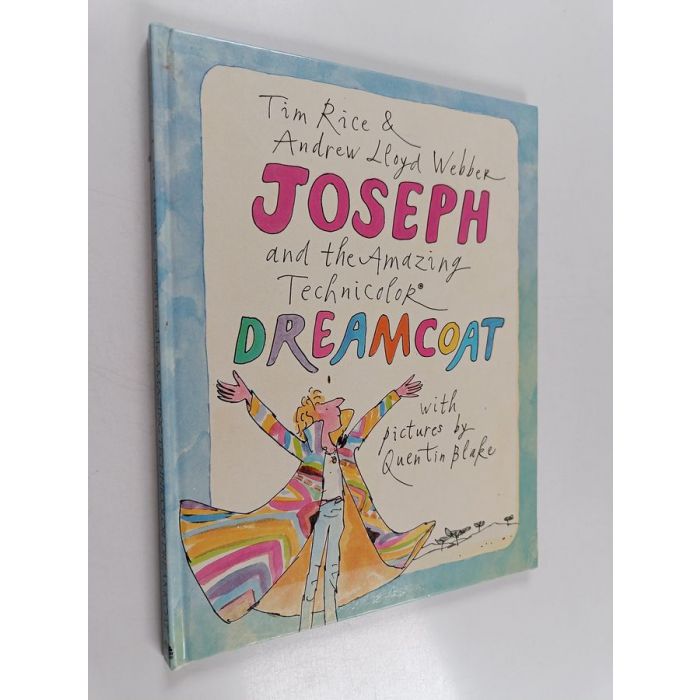 Tim Rice &
Andrew Lloyd Webber
JOSEPH
and the Amazing
Technicolor®
DREAMCOAT
with
pictures by
Quentin Blake